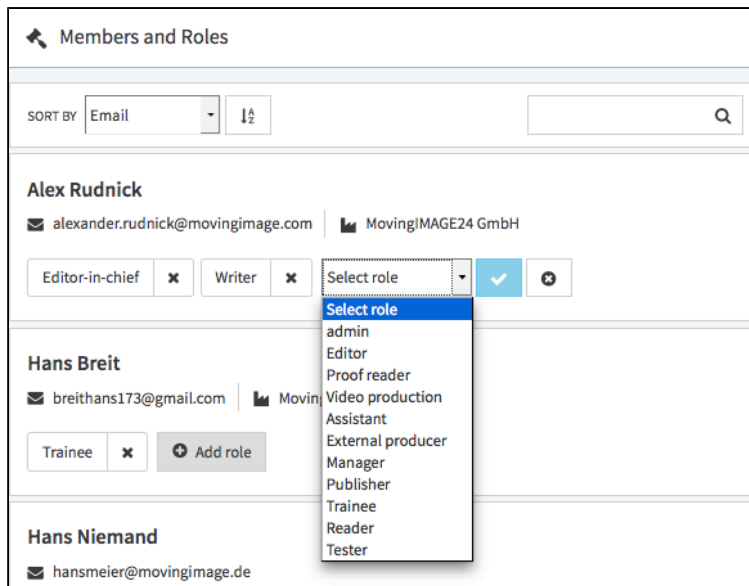 Members and Roles
SORT BY Email
Alex Rudnick
alexander.rudnick@movingimage.com MovingIMAGE24 GmbH
Editor-in-chief Writer Select role
Select role
admin
Editor
Proof reader
Video production
Assistant
External producer
Manager
Publisher
Trainee
Reader
Tester
Hans Breit
breithans173@gmail.com Moving
Trainee Add role
Hans Niemand
hansmeier@movingimage.de